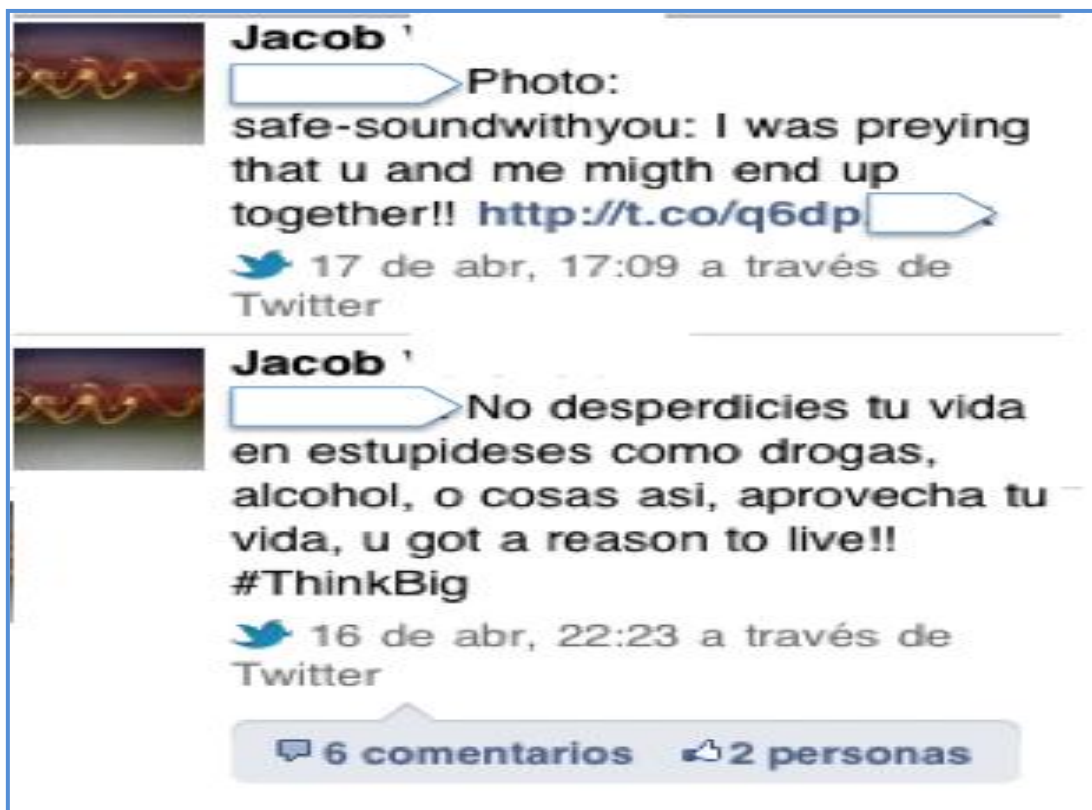 Jacob
Photo:
safe-soundwithyou: I was preying
that u and me migth end up
together!! http://t.co/q6dp
17 de abr, 17:09 a través de
Twitter
Jacob
No desperdicies tu vida
en estupideses como drogas,
alcohol, o cosas asi, aprovecha tu
vida, u got a reason to live!!
#ThinkBig
16 de abr, 22:23 a través de
Twitter
6 comentarios 2 personas